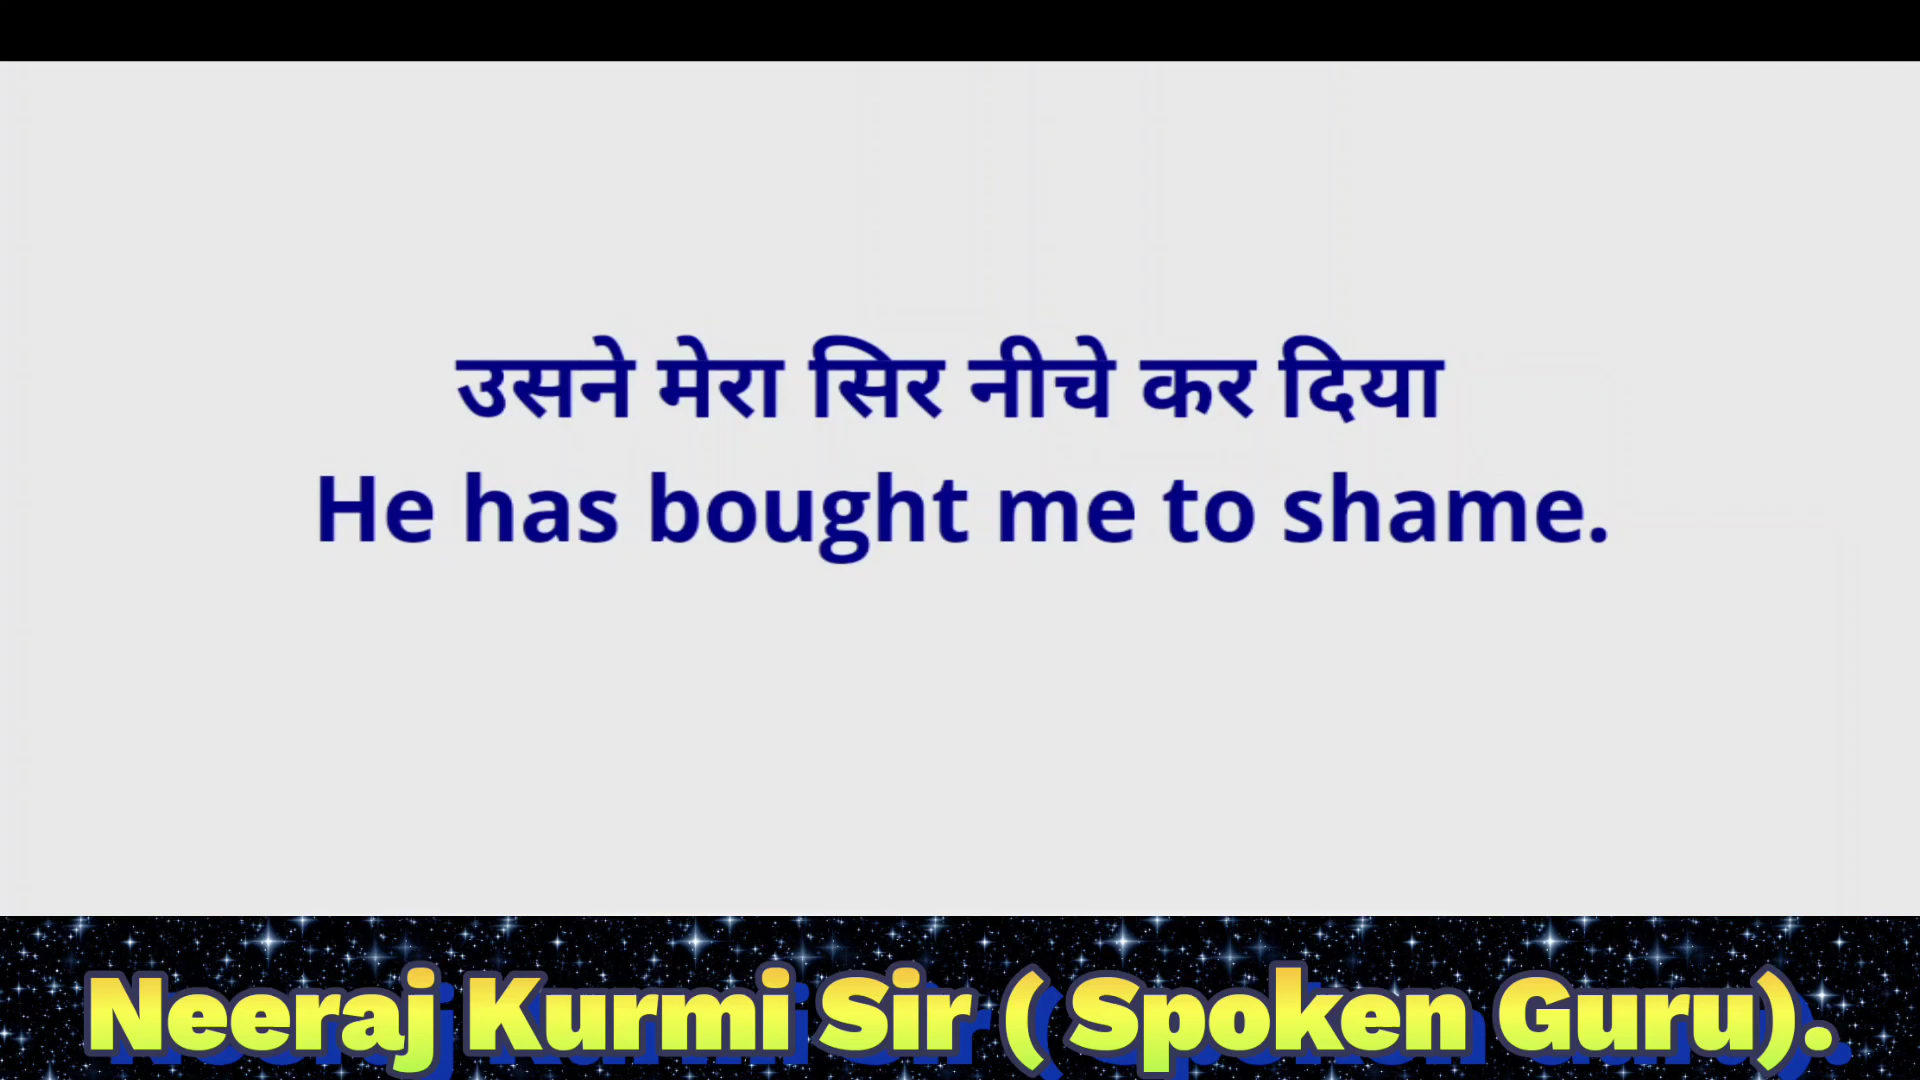 उसने मेरा सिर नीचे कर दिया
He has bought me to shame.
Neeraj Kurmi Sir ( Spoken Guru).